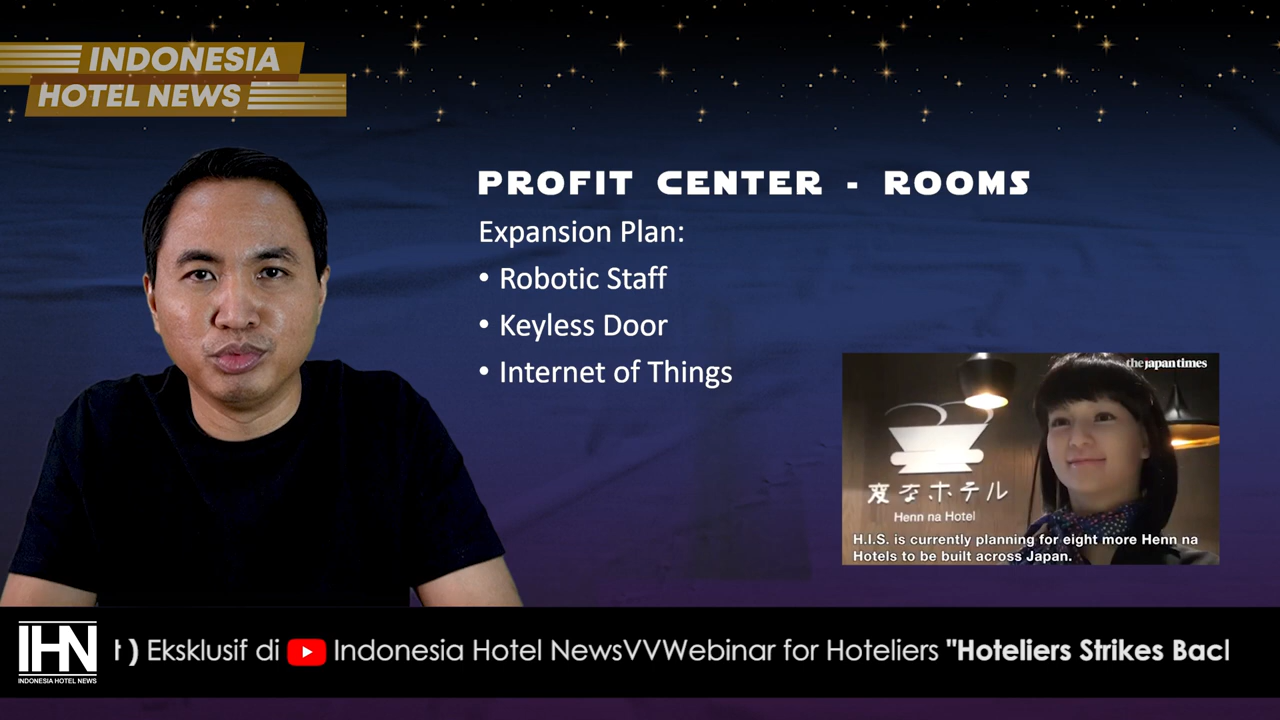 INDONESIA
HOTEL NEWS
PROFIT CENTER - ROOMS
Expansion Plan:
• Robotic Staff
• Keyless Door
• Internet of Things
the japan times
変なホテル
Henn na Hotel
H.I.S. is currently planning for eight more Henn na
Hotels to be built across Japan.
IHN
INDONESIA HOTEL NEWS
) Eksklusif di Indonesia Hotel NewsVVWebinar for Hoteliers "Hoteliers Strikes